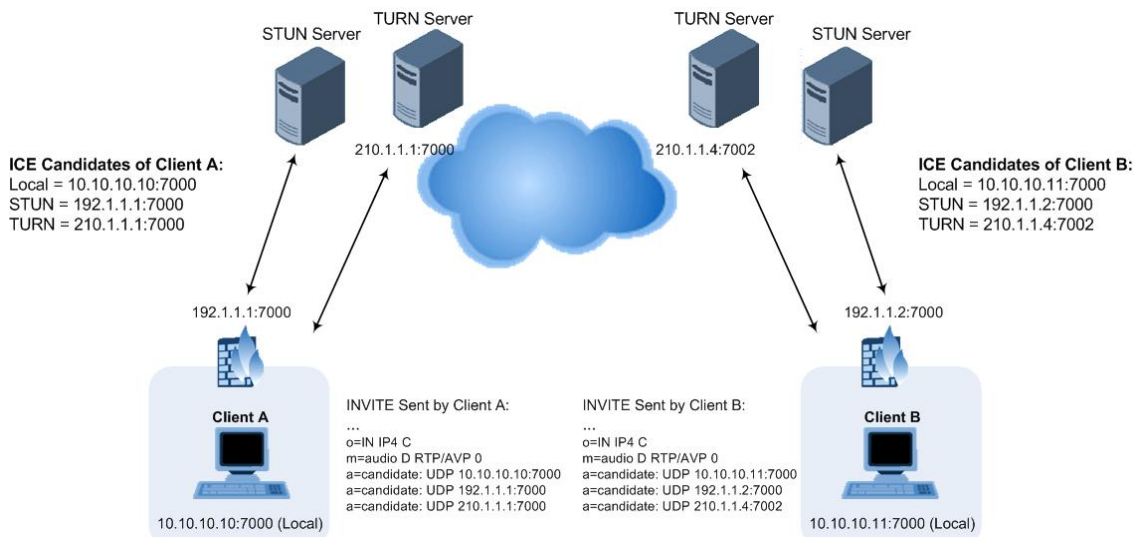 STUN Server
TURN Server
TURN Server
STUN Server
210.1.1.1:7000
210.1.1.4:7002
ICE Candidates of Client A:
Local = 10.10.10.10:7000
STUN = 192.1.1.1:7000
TURN = 210.1.1.1:7000
ICE Candidates of Client B:
Local = 10.10.10.11:7000
STUN = 192.1.1.2:7000
TURN = 210.1.1.4:7002
192.1.1.1:7000
192.1.1.2:7000
Client A
10.10.10.10:7000 (Local)
INVITE Sent by Client A:
...
o=IN IP4 C
m=audio D RTP/AVP 0
a=candidate: UDP 10.10.10.10:7000
a=candidate: UDP 192.1.1.1:7000
a=candidate: UDP 210.1.1.1:7000
INVITE Sent by Client B:
...
o=IN IP4 C
m=audio D RTP/AVP 0
a=candidate: UDP 10.10.10.11:7000
a=candidate: UDP 192.1.1.2:7000
a=candidate: UDP 210.1.1.4:7002
Client B
10.10.10.11:7000 (Local)